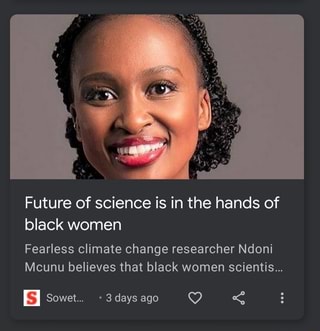 Future of science is in the hands of
black women
Fearless climate change researcher Ndoni
Mcunu believes that black women scientis...
S Sowet... • 3 days ago